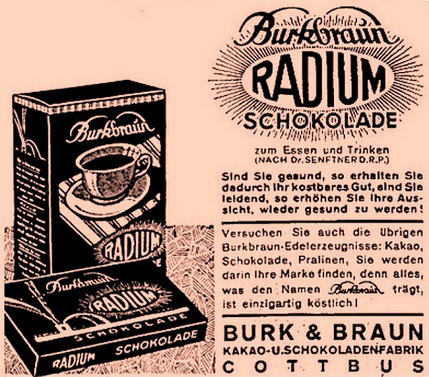 Burkbraun
RADIUM
SCHOKOLADE
zum Essen und Trinken
(NACH Dr. SENFTNER D.R.P.)
Sind Sie gesund, so erhalten Sie
dadurch Ihr kostbares Gut, sind Sie
leidend, so erhöhen Sie Ihre Aus-
sicht, wieder gesund zu werden!
Versuchen Sie auch die übrigen
Burkbraun-Edelerzeugnisse: Kakao,
Schokolade, Pralinen, Sie werden
darin Ihre Marke finden, denn alles,
was den Namen Burkbraun trägt,
ist einzigartig köstlich!
BURK & BRAUN
KAKAO-U.SCHOKOLADENFABRIK
COTTBUS
Burkbraun
RADIUM
Burkbraun
RADIUM
SCHOKOLADE
RADIUM SCHOKOLADE